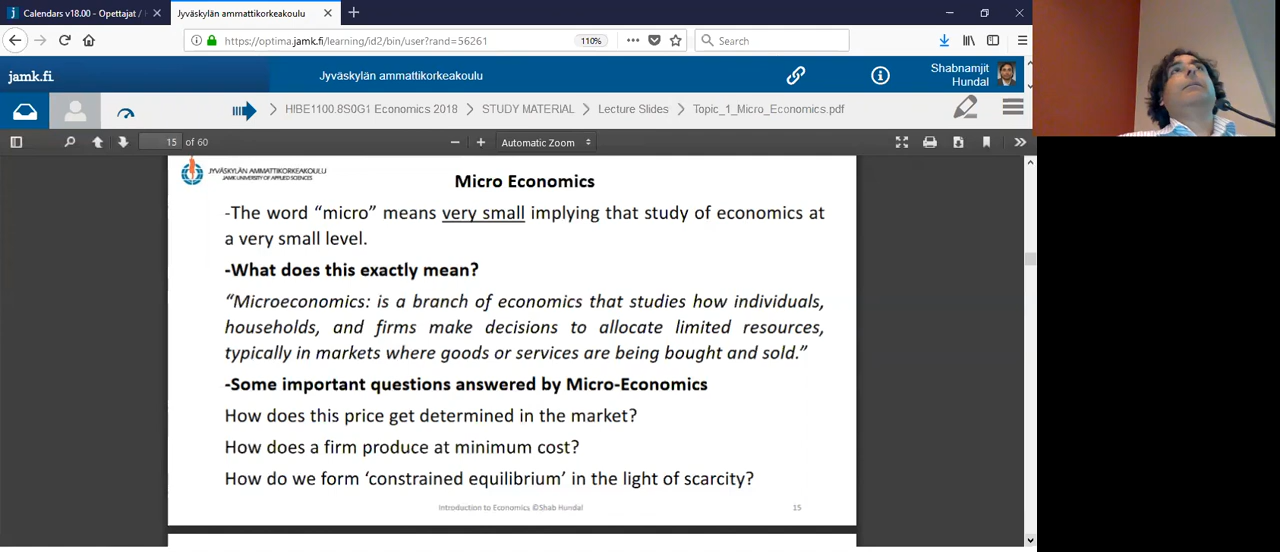 Calendars v18.00 - Opettajat /
Jyväskylän ammattikorkeakoulu
https://optima.jamk.fi/learning/id2/bin/user?rand=56261
110%
Search
jamk.fi
Jyväskylän ammattikorkeakoulu
Shabnamjit
Hundal
HIBE1100.8S0G1 Economics 2018
STUDY MATERIAL
Lecture Slides
Topic_1_Micro_Economics.pdf
15 of 60
Automatic Zoom
JYVÄSKYLÄN AMMATTIKORKEAKOULU
JAMK UNIVERSITY OF APPLIED SCIENCES
Micro Economics
-The word “micro” means very small implying that study of economics at
a very small level.
-What does this exactly mean?
“Microeconomics: is a branch of economics that studies how individuals,
households, and firms make decisions to allocate limited resources,
typically in markets where goods or services are being bought and sold.”
-Some important questions answered by Micro-Economics
How does this price get determined in the market?
How does a firm produce at minimum cost?
How do we form ‘constrained equilibrium’ in the light of scarcity?
Introduction to Economics ©Shab Hundal
15